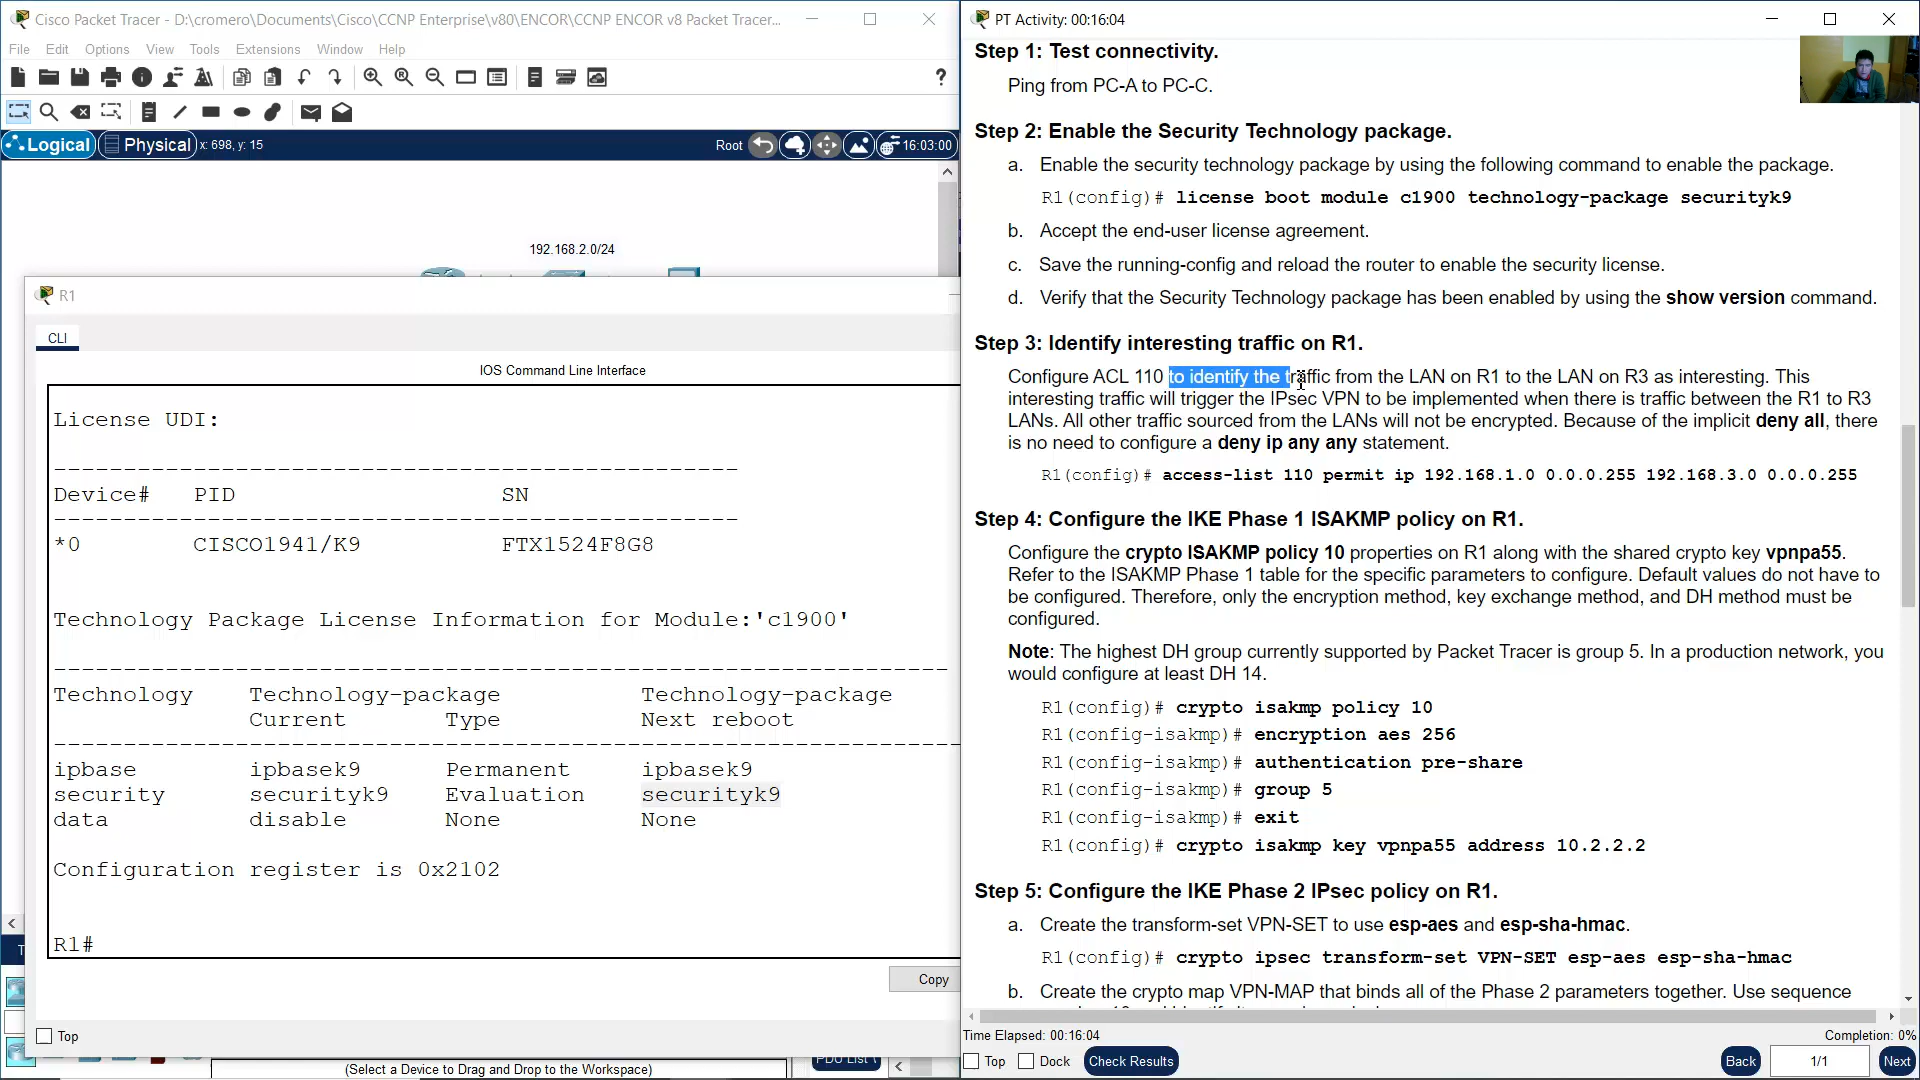 Cisco Packet Tracer - D:\cromero\Documents\Cisco\CCNP Enterprise\v80\ENCOR\CCNP ENCOR v8 Packet Tracer...
File Edit Options View Tools Extensions Window Help
Logical Physical x: 698, y: 15 Root 16:03:00
192.168.2.0/24
R1
CLI
IOS Command Line Interface
License UDI:
-------------------------------------------------
Device# PID SN
-------------------------------------------------
*0 CISCO1941/K9 FTX1524F8G8
Technology Package License Information for Module:'c1900'
----------------------------------------------------------------
Technology Technology-package Technology-package
Current Type Next reboot
-----------------------------------------------------------------
ipbase ipbasek9 Permanent ipbasek9
security securityk9 Evaluation securityk9
data disable None None
Configuration register is 0x2102
R1#
Copy
Top
(Select a Device to Drag and Drop to the Workspace)
PT Activity: 00:16:04
Step 1: Test connectivity.
Ping from PC-A to PC-C.
Step 2: Enable the Security Technology package.
a. Enable the security technology package by using the following command to enable the package.
R1(config)# license boot module c1900 technology-package securityk9
b. Accept the end-user license agreement.
c. Save the running-config and reload the router to enable the security license.
d. Verify that the Security Technology package has been enabled by using the show version command.
Step 3: Identify interesting traffic on R1.
Configure ACL 110 to identify the traffic from the LAN on R1 to the LAN on R3 as interesting. This
interesting traffic will trigger the IPsec VPN to be implemented when there is traffic between the R1 to R3
LANs. All other traffic sourced from the LANs will not be encrypted. Because of the implicit deny all, there
is no need to configure a deny ip any any statement.
R1(config)# access-list 110 permit ip 192.168.1.0 0.0.0.255 192.168.3.0 0.0.0.255
Step 4: Configure the IKE Phase 1 ISAKMP policy on R1.
Configure the crypto ISAKMP policy 10 properties on R1 along with the shared crypto key vpnpa55.
Refer to the ISAKMP Phase 1 table for the specific parameters to configure. Default values do not have to
be configured. Therefore, only the encryption method, key exchange method, and DH method must be
configured.
Note: The highest DH group currently supported by Packet Tracer is group 5. In a production network, you
would configure at least DH 14.
R1(config)# crypto isakmp policy 10
R1(config-isakmp)# encryption aes 256
R1(config-isakmp)# authentication pre-share
R1(config-isakmp)# group 5
R1(config-isakmp)# exit
R1(config)# crypto isakmp key vpnpa55 address 10.2.2.2
Step 5: Configure the IKE Phase 2 IPsec policy on R1.
a. Create the transform-set VPN-SET to use esp-aes and esp-sha-hmac.
R1(config)# crypto ipsec transform-set VPN-SET esp-aes esp-sha-hmac
b. Create the crypto map VPN-MAP that binds all of the Phase 2 parameters together. Use sequence
Time Elapsed: 00:16:04 Completion: 0%
Top Dock Check Results Back 1/1 Next